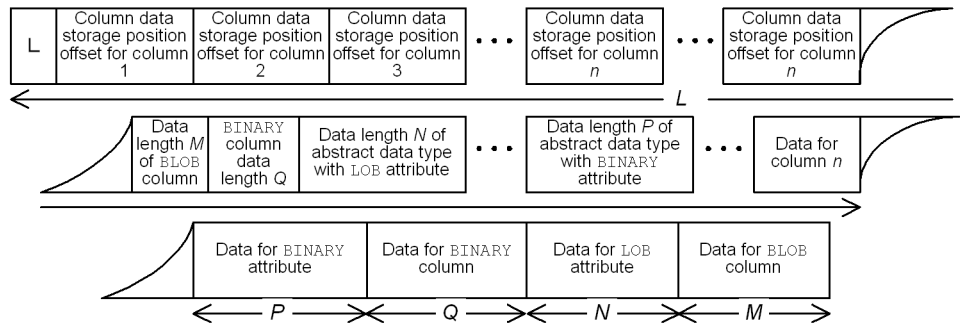 L
Column data
storage position
offset for column
1
Column data
storage position
offset for column
2
Column data
storage position
offset for column
3
• • •
Column data
storage position
offset for column
n
• • •
Column data
storage position
offset for column
n
L
Data
length M
of BLOB
column
BINARY
column
data
length Q
Data length N of
abstract data type
with LOB attribute
• • •
Data length P of
abstract data type
with BINARY
attribute
• • •
Data for
column n
Data for BINARY
attribute
Data for BINARY
column
Data for LOB
attribute
Data for BLOB
column
P
Q
N
M